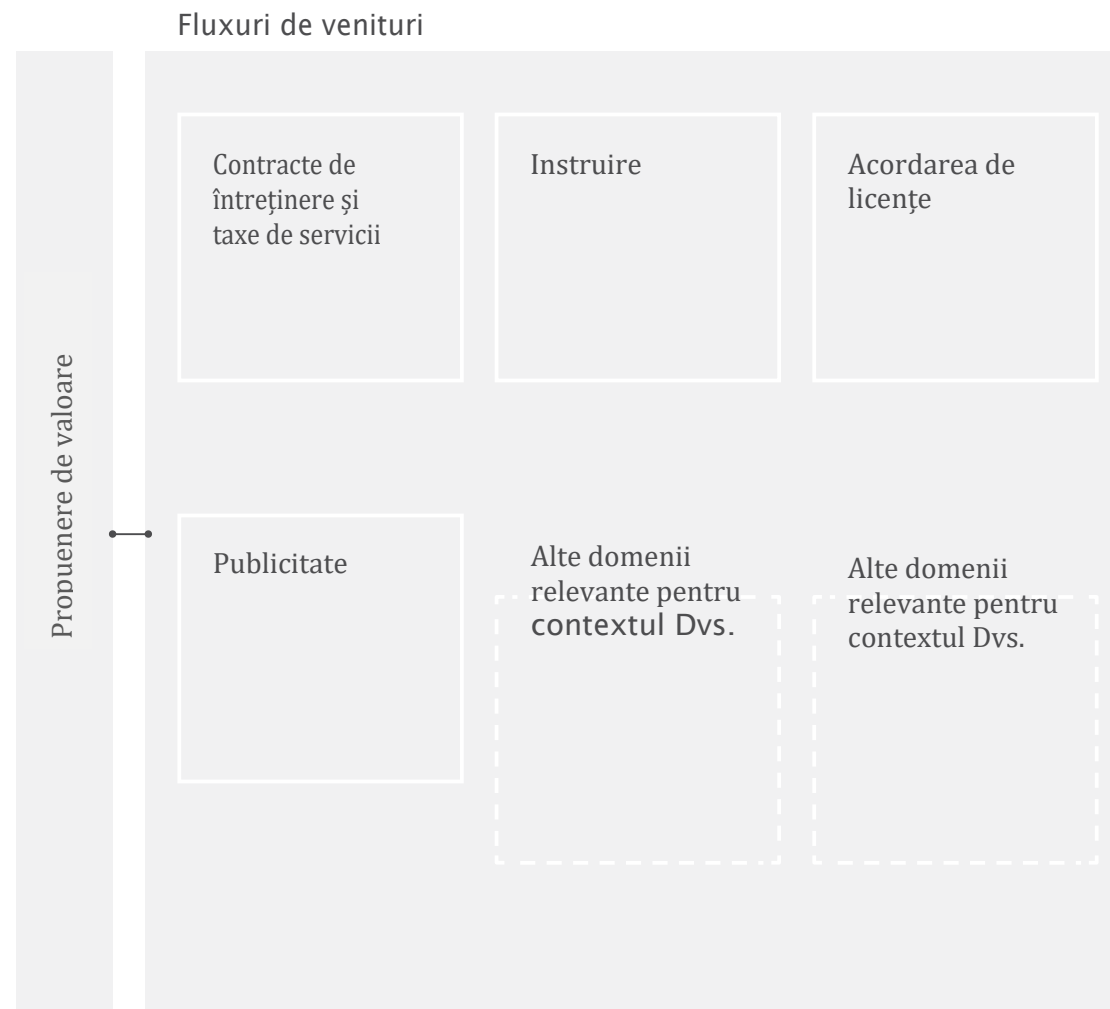 Fluxuri de venituri
Contracte de
întreținere și
taxe de servicii
Instruire
Acordarea de
licențe
Propuenere de valoare
Publicitate
Alte domenii
relevante pentru
contextul Dvs.
Alte domenii
relevante pentru
contextul Dvs.